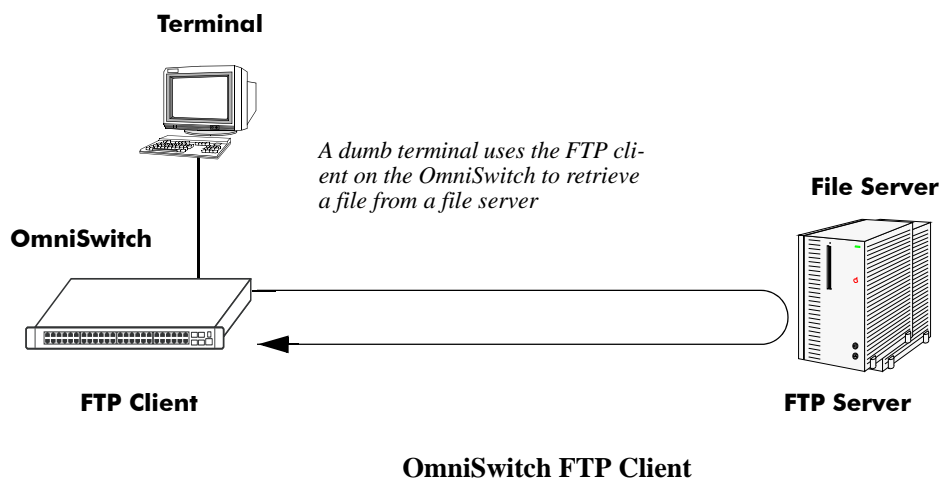 Terminal
A dumb terminal uses the FTP cli-
ent on the OmniSwitch to retrieve
a file from a file server
File Server
OmniSwitch
FTP Client
FTP Server
OmniSwitch FTP Client